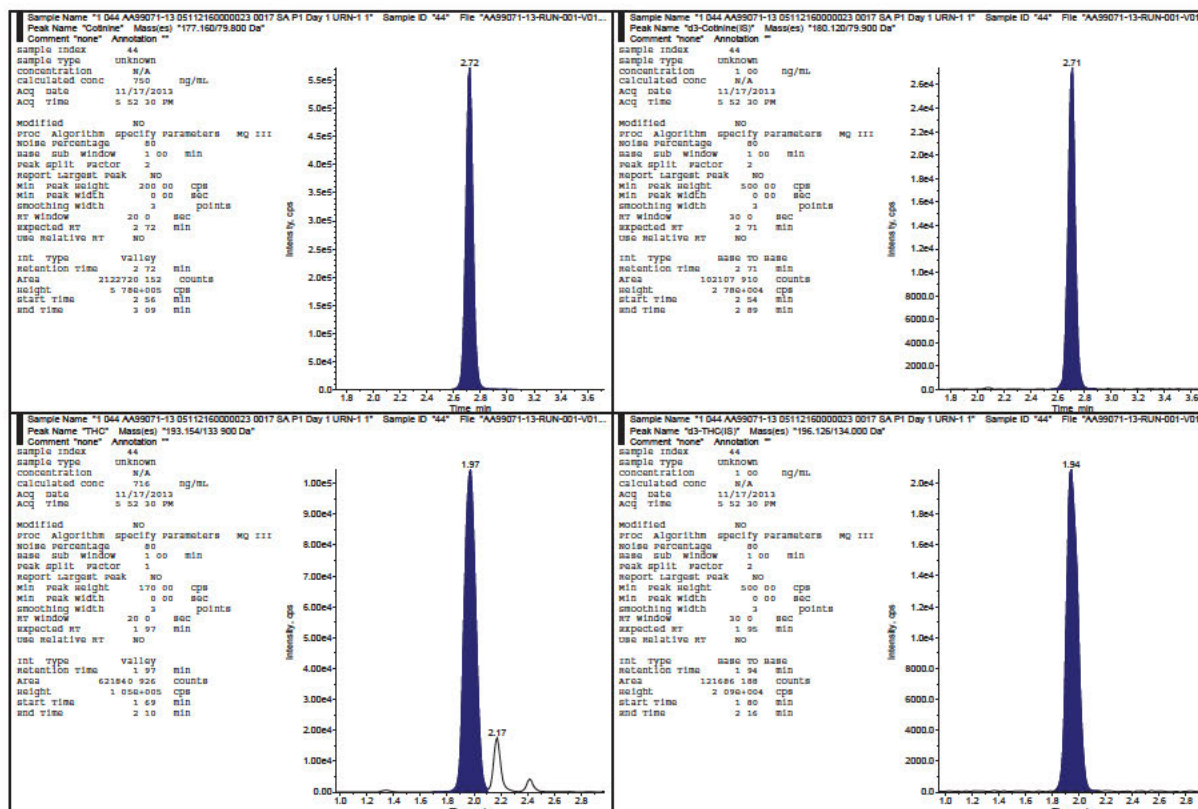 Sample Name "1 044 AA99071-13 05112160000023 0017 SA P1 Day 1 URN-1 1" Sample ID "44" File "AA99071-13-RUN-001-V01...
Peak Name "Cotinine" Mass(es) "177.160/79.800 Da"
Comment "none" Annotation ""
Sample Index 44
Sample Type Unknown
Concentration N/A
Calculated Conc 750 ng/mL
Acq Date 11/17/2013
Acq Time 5 52 30 PM
Modified NO
Proc Algorithm Specify Parameters MQ III
Noise Percentage 80
Base Sub Window 1 00 min
Peak Split Factor 2
Report Largest Peak NO
Min Peak Height 200 00 cps
Min Peak Width 0 00 sec
Smoothing Width 3 points
RT Window 20 0 sec
Expected RT 2 72 min
Use Relative RT NO
Int Type Valley
Retention Time 2 72 min
Area 2122720 152 counts
Height 5 78e+005 cps
Start Time 2 56 min
End Time 3 09 min
2.72
Intensity, cps
5.5e5
5.0e5
4.5e5
4.0e5
3.5e5
3.0e5
2.5e5
2.0e5
1.5e5
1.0e5
5.0e4
0.0
1.8 2.0 2.2 2.4 2.6 2.8 3.0 3.2 3.4 3.6
Time min
Sample Name "1 044 AA99071-13 05112160000023 0017 SA P1 Day 1 URN-1 1" Sample ID "44" File "AA99071-13-RUN-001-V01...
Peak Name "d3-Cotinine(IS)" Mass(es) "180.120/79.900 Da"
Comment "none" Annotation ""
Sample Index 44
Sample Type Unknown
Concentration 1 00 ng/mL
Calculated Conc N/A
Acq Date 11/17/2013
Acq Time 5 52 30 PM
Modified NO
Proc Algorithm Specify Parameters MQ III
Noise Percentage 80
Base Sub Window 1 00 min
Peak Split Factor 2
Report Largest Peak NO
Min Peak Height 500 00 cps
Min Peak Width 0 00 sec
Smoothing Width 3 points
RT Window 30 0 sec
Expected RT 2 71 min
Use Relative RT NO
Int Type Base To Base
Retention Time 2 71 min
Area 102107 910 counts
Height 2 78e+004 cps
Start Time 2 54 min
End Time 2 89 min
2.71
Intensity, cps
2.6e4
2.4e4
2.2e4
2.0e4
1.8e4
1.6e4
1.4e4
1.2e4
1.0e4
8000.0
6000.0
4000.0
2000.0
0.0
1.8 2.0 2.2 2.4 2.6 2.8 3.0 3.2 3.4 3.6
Time min
Sample Name "1 044 AA99071-13 05112160000023 0017 SA P1 Day 1 URN-1 1" Sample ID "44" File "AA99071-13-RUN-001-V01...
Peak Name "THC" Mass(es) "193.154/133 900 Da"
Comment "none" Annotation ""
Sample Index 44
Sample Type Unknown
Concentration N/A
Calculated Conc 716 ng/mL
Acq Date 11/17/2013
Acq Time 5 52 30 PM
Modified NO
Proc Algorithm Specify Parameters MQ III
Noise Percentage 80
Base Sub Window 1 00 min
Peak Split Factor 1
Report Largest Peak NO
Min Peak Height 170 00 cps
Min Peak Width 0 00 sec
Smoothing Width 3 points
RT Window 20 0 sec
Expected RT 1 97 min
Use Relative RT NO
Int Type Valley
Retention Time 1 97 min
Area 621840 926 counts
Height 1 05e+005 cps
Start Time 1 69 min
End Time 2 10 min
1.97
2.17
Intensity, cps
1.00e5
9.00e4
8.00e4
7.00e4
6.00e4
5.00e4
4.00e4
3.00e4
2.00e4
1.00e4
0.00
1.0 1.2 1.4 1.6 1.8 2.0 2.2 2.4 2.6 2.8
Sample Name "1 044 AA99071-13 05112160000023 0017 SA P1 Day 1 URN-1 1" Sample ID "44" File "AA99071-13-RUN-001-V01...
Peak Name "d3-THC(IS)" Mass(es) "196.126/134.000 Da"
Comment "none" Annotation ""
Sample Index 44
Sample Type Unknown
Concentration 1 00 ng/mL
Calculated Conc N/A
Acq Date 11/17/2013
Acq Time 5 52 30 PM
Modified NO
Proc Algorithm Specify Parameters MQ III
Noise Percentage 80
Base Sub Window 1 00 min
Peak Split Factor 2
Report Largest Peak NO
Min Peak Height 500 00 cps
Min Peak Width 0 00 sec
Smoothing Width 3 points
RT Window 30 0 sec
Expected RT 1 95 min
Use Relative RT NO
Int Type Base To Base
Retention Time 1 94 min
Area 121686 188 counts
Height 2 09e+004 cps
Start Time 1 80 min
End Time 2 16 min
1.94
Intensity, cps
2.0e4
1.8e4
1.6e4
1.4e4
1.2e4
1.0e4
8000.0
6000.0
4000.0
2000.0
0.0
1.0 1.2 1.4 1.6 1.8 2.0 2.2 2.4 2.6 2.8